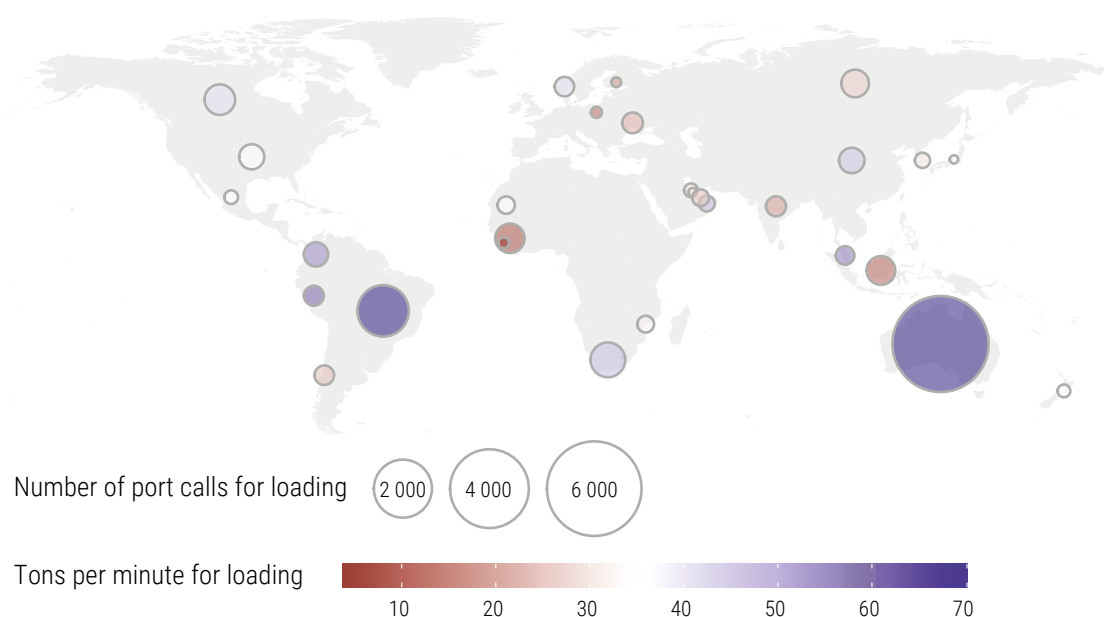 Number of port calls for loading
2 000 4 000 6 000
Tons per minute for loading
10 20 30 40 50 60 70